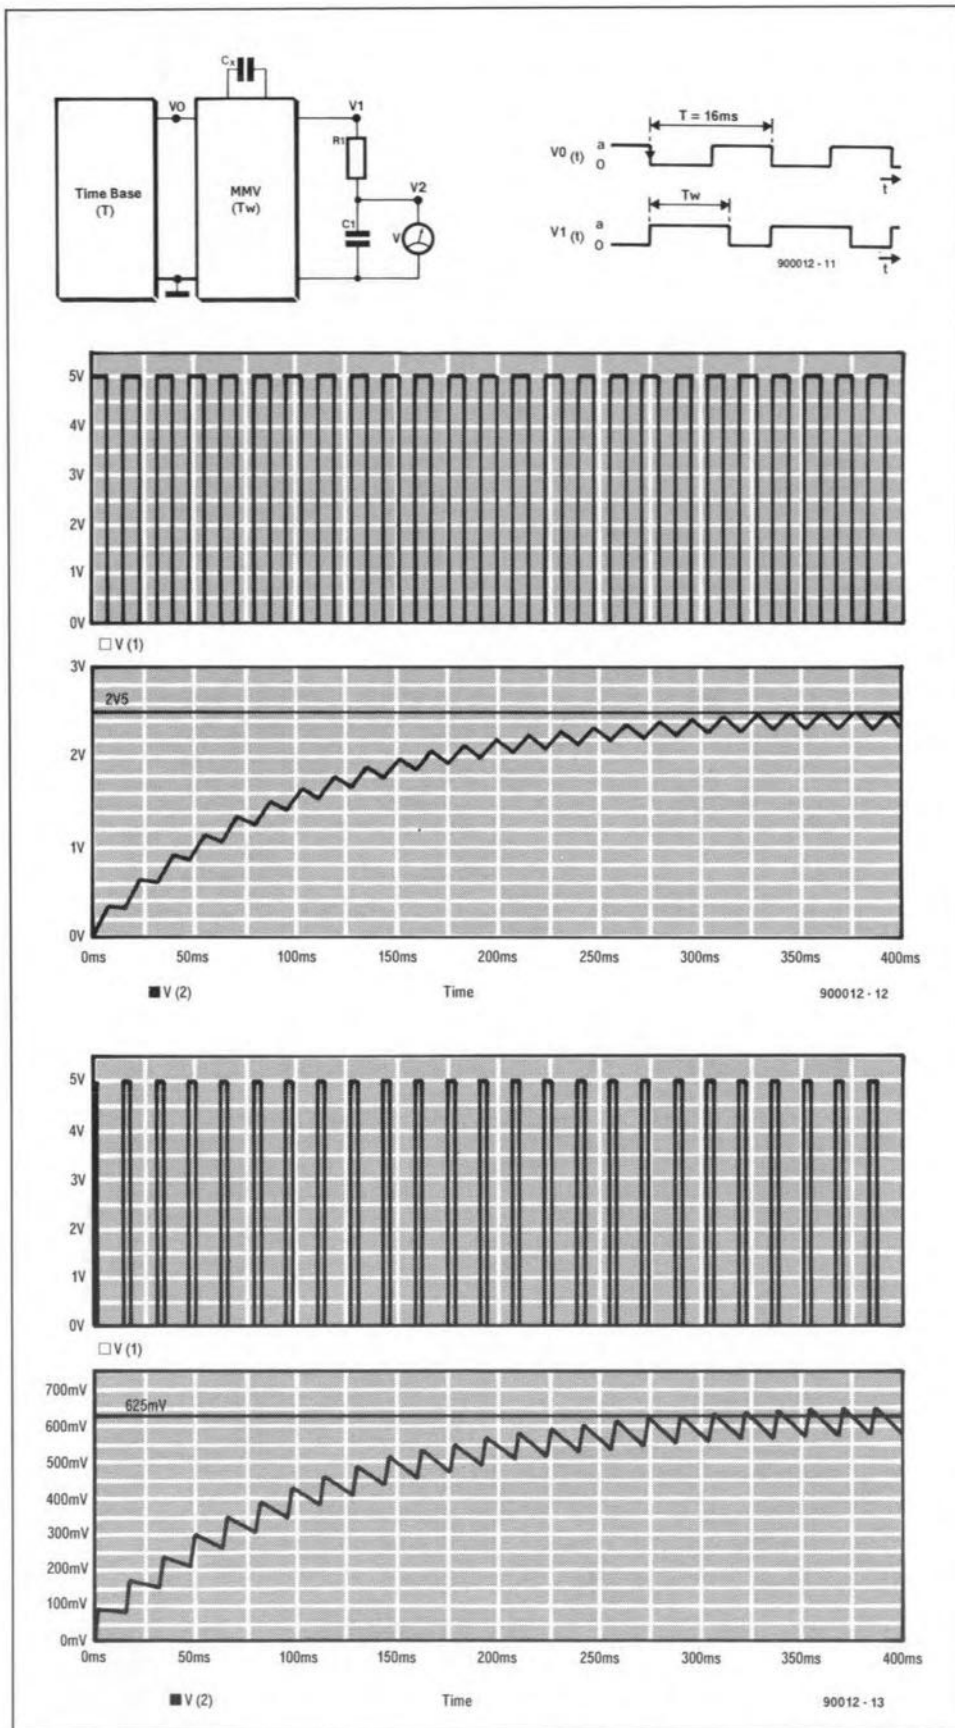 Cx
VO
V1
R1
V2
Time Base
(T)
MMV
(Tw)
C1
V
T = 16ms
V0 (t)
a
0
t
Tw
V1 (t)
a
0
t
900012 - 11
5V
4V
3V
2V
1V
0V
□ V (1)
3V
2V5
2V
1V
0V
0ms 50ms 100ms 150ms 200ms 250ms 300ms 350ms 400ms
■ V (2) Time 900012 - 12
5V
4V
3V
2V
1V
0V
□ V (1)
700mV
625mV
600mV
500mV
400mV
300mV
200mV
100mV
0mV
0ms 50ms 100ms 150ms 200ms 250ms 300ms 350ms 400ms
■ V (2) Time 90012 - 13